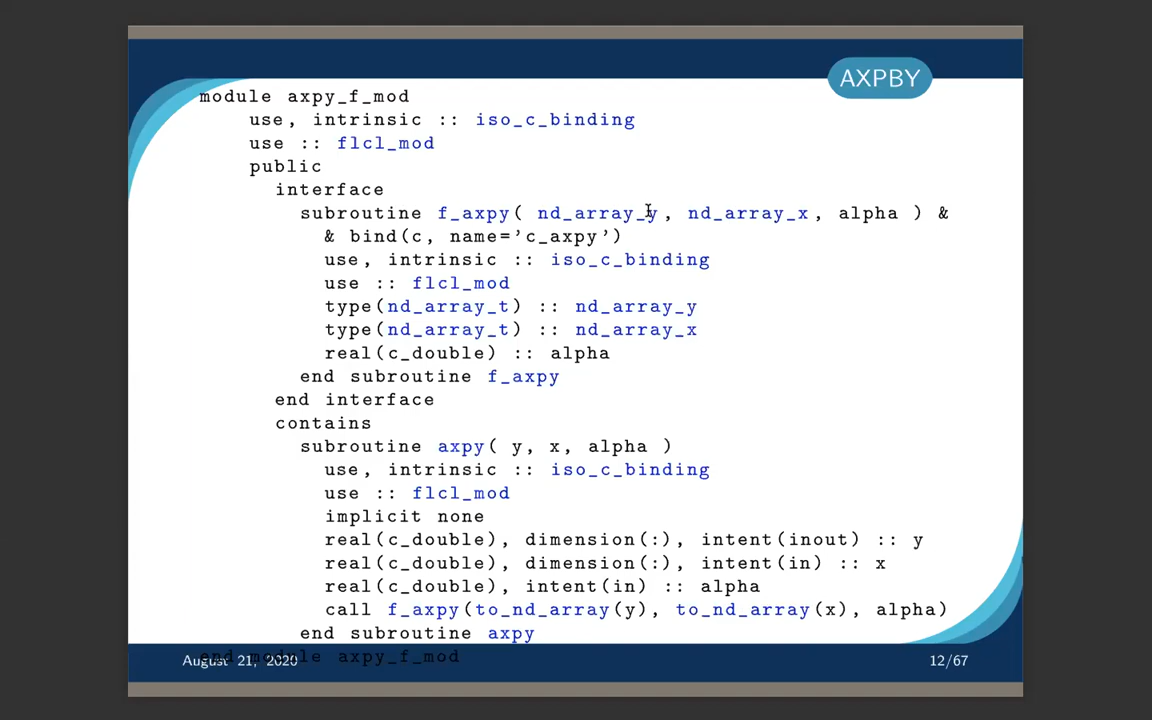 AXPBY
module axpy_f_mod
use, intrinsic :: iso_c_binding
use :: flcl_mod
public
interface
subroutine f_axpy( nd_array_y, nd_array_x, alpha ) &
& bind(c, name='c_axpy')
use, intrinsic :: iso_c_binding
use :: flcl_mod
type(nd_array_t) :: nd_array_y
type(nd_array_t) :: nd_array_x
real(c_double) :: alpha
end subroutine f_axpy
end interface
contains
subroutine axpy( y, x, alpha )
use, intrinsic :: iso_c_binding
use :: flcl_mod
implicit none
real(c_double), dimension(:), intent(inout) :: y
real(c_double), dimension(:), intent(in) :: x
real(c_double), intent(in) :: alpha
call f_axpy(to_nd_array(y), to_nd_array(x), alpha)
end subroutine axpy
end module axpy_f_mod
August 21, 2020
12/67